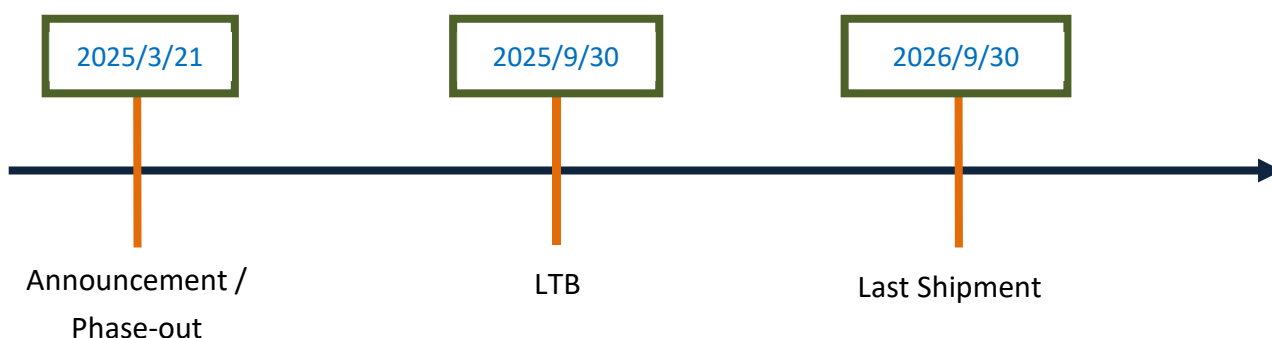 2025/3/21
2025/9/30
2026/9/30
Announcement /
Phase-out
LTB
Last Shipment